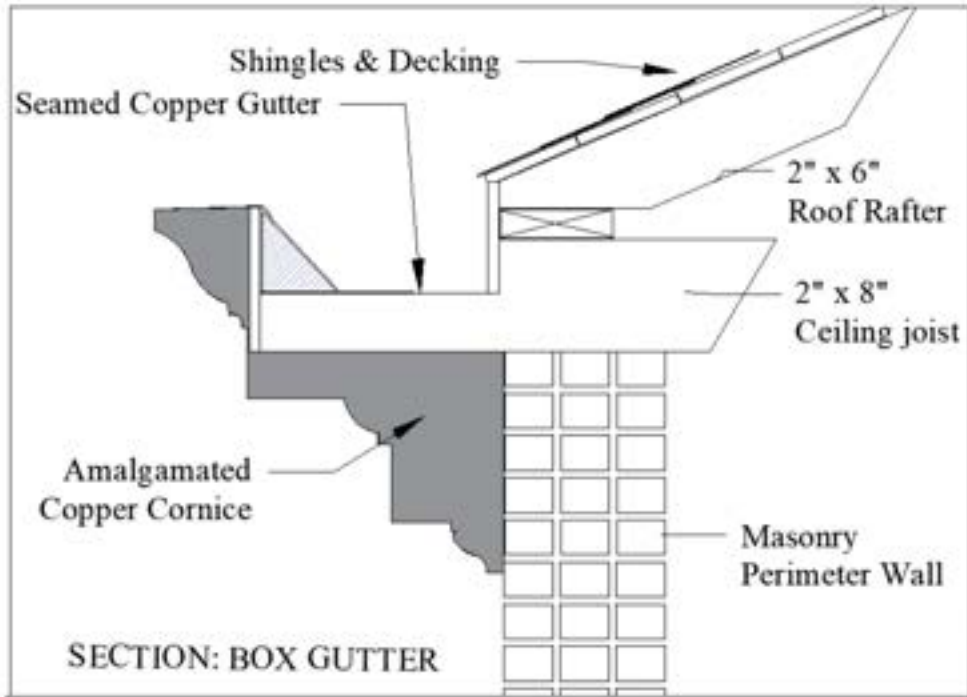 Shingles & Decking
Seamed Copper Gutter
2" x 6"
Roof Rafter
2" x 8"
Ceiling joist
Amalgamated
Copper Cornice
Masonry
Perimeter Wall
SECTION: BOX GUTTER